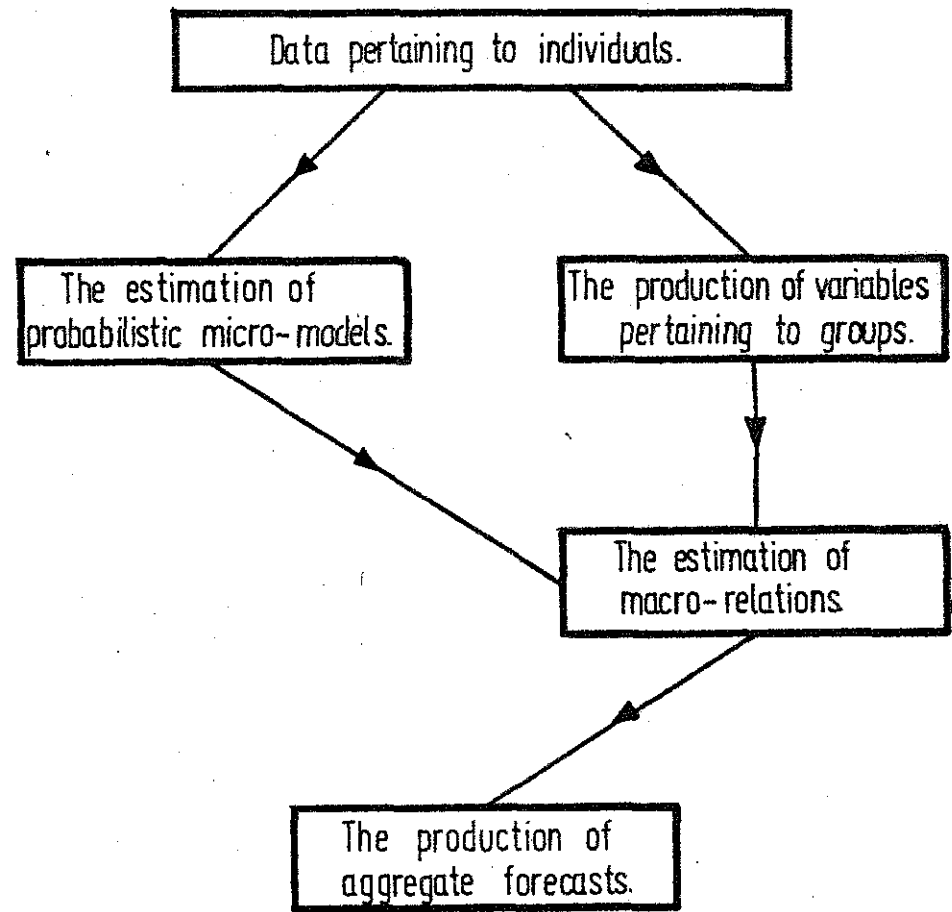 Data pertaining to individuals.
The estimation of
probabilistic micro-models.
The production of variables
pertaining to groups.
The estimation of
macro-relations
The production of
aggregate forecasts.